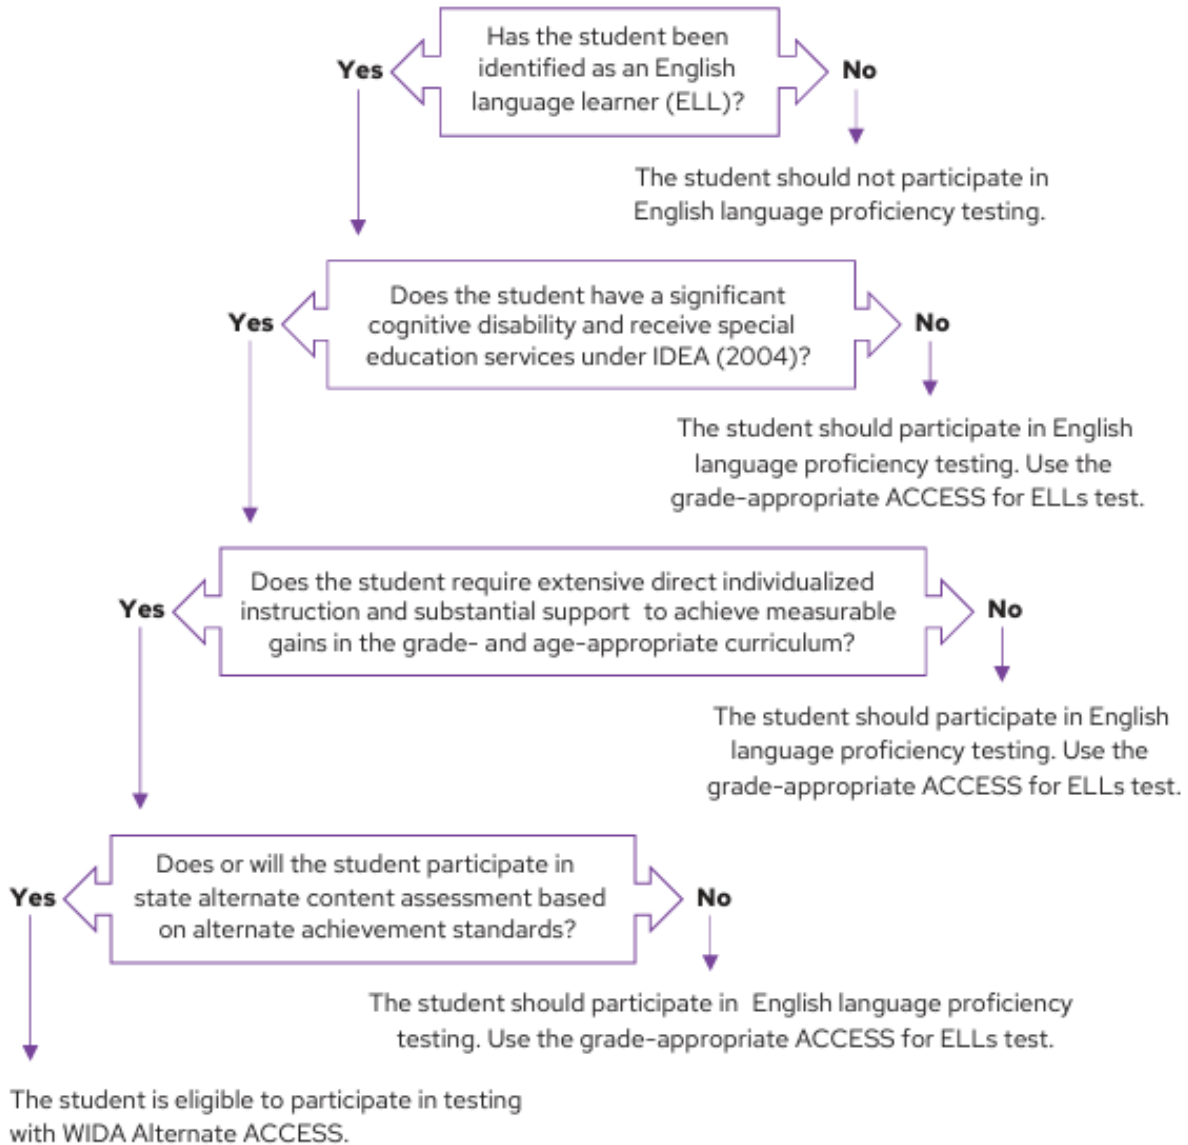 Has the student been
identified as an English
language learner (ELL)?
Yes
No
The student should not participate in
English language proficiency testing.
Does the student have a significant
cognitive disability and receive special
education services under IDEA (2004)?
Yes
No
The student should participate in English
language proficiency testing. Use the
grade-appropriate ACCESS for ELLs test.
Does the student require extensive direct individualized
instruction and substantial support to achieve measurable
gains in the grade- and age-appropriate curriculum?
Yes
No
The student should participate in English
language proficiency testing. Use the
grade-appropriate ACCESS for ELLs test.
Does or will the student participate in
state alternate content assessment based
on alternate achievement standards?
Yes
No
The student should participate in English language proficiency
testing. Use the grade-appropriate ACCESS for ELLs test.
The student is eligible to participate in testing
with WIDA Alternate ACCESS.